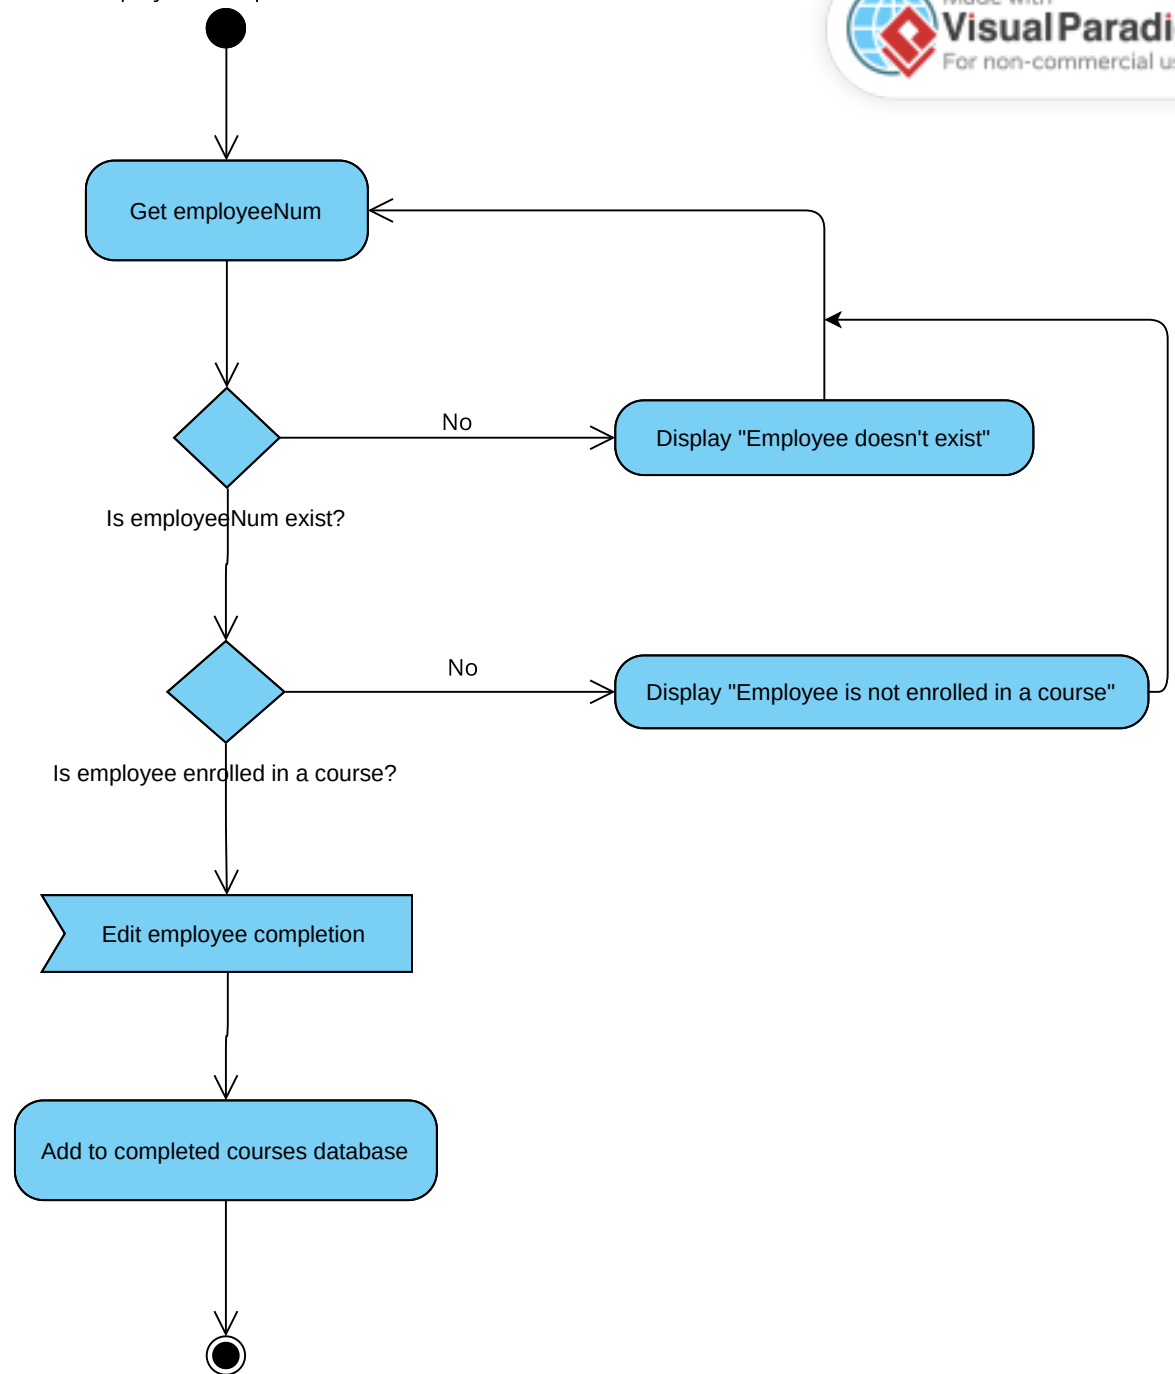 VisualParadi
For non-commercial us
Get employeeNum
No
Display "Employee doesn't exist"
Is employeeNum exist?
No
Display "Employee is not enrolled in a course"
Is employee enrolled in a course?
Edit employee completion
Add to completed courses database